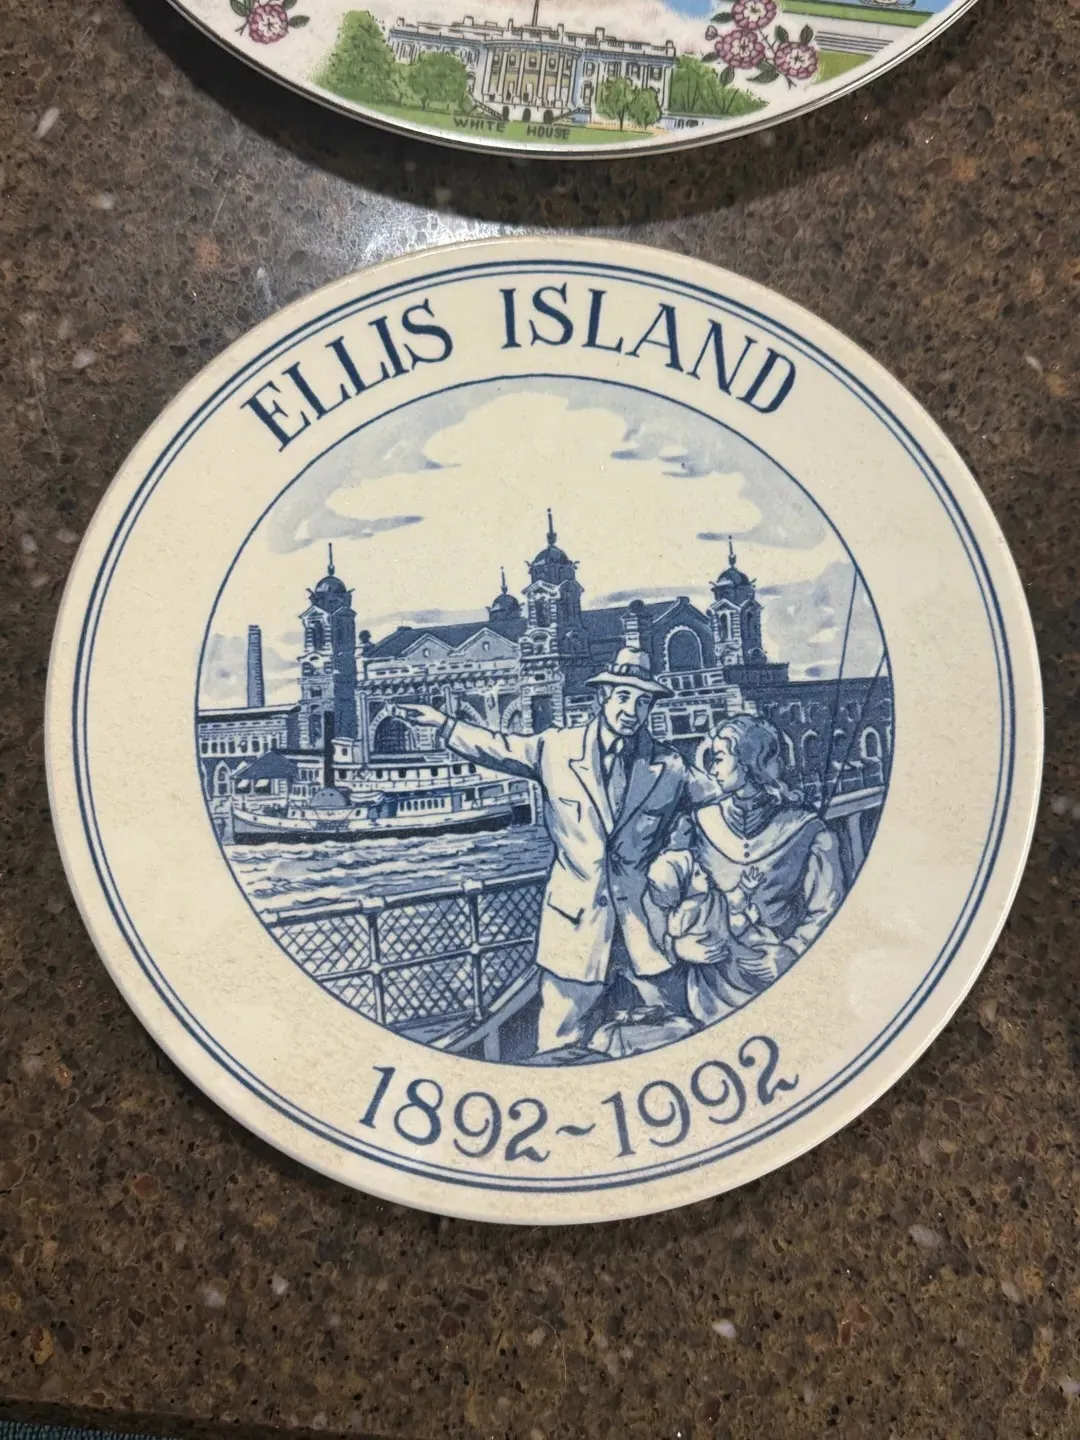 WHITE HOUSE
ELLIS ISLAND
1892~1992